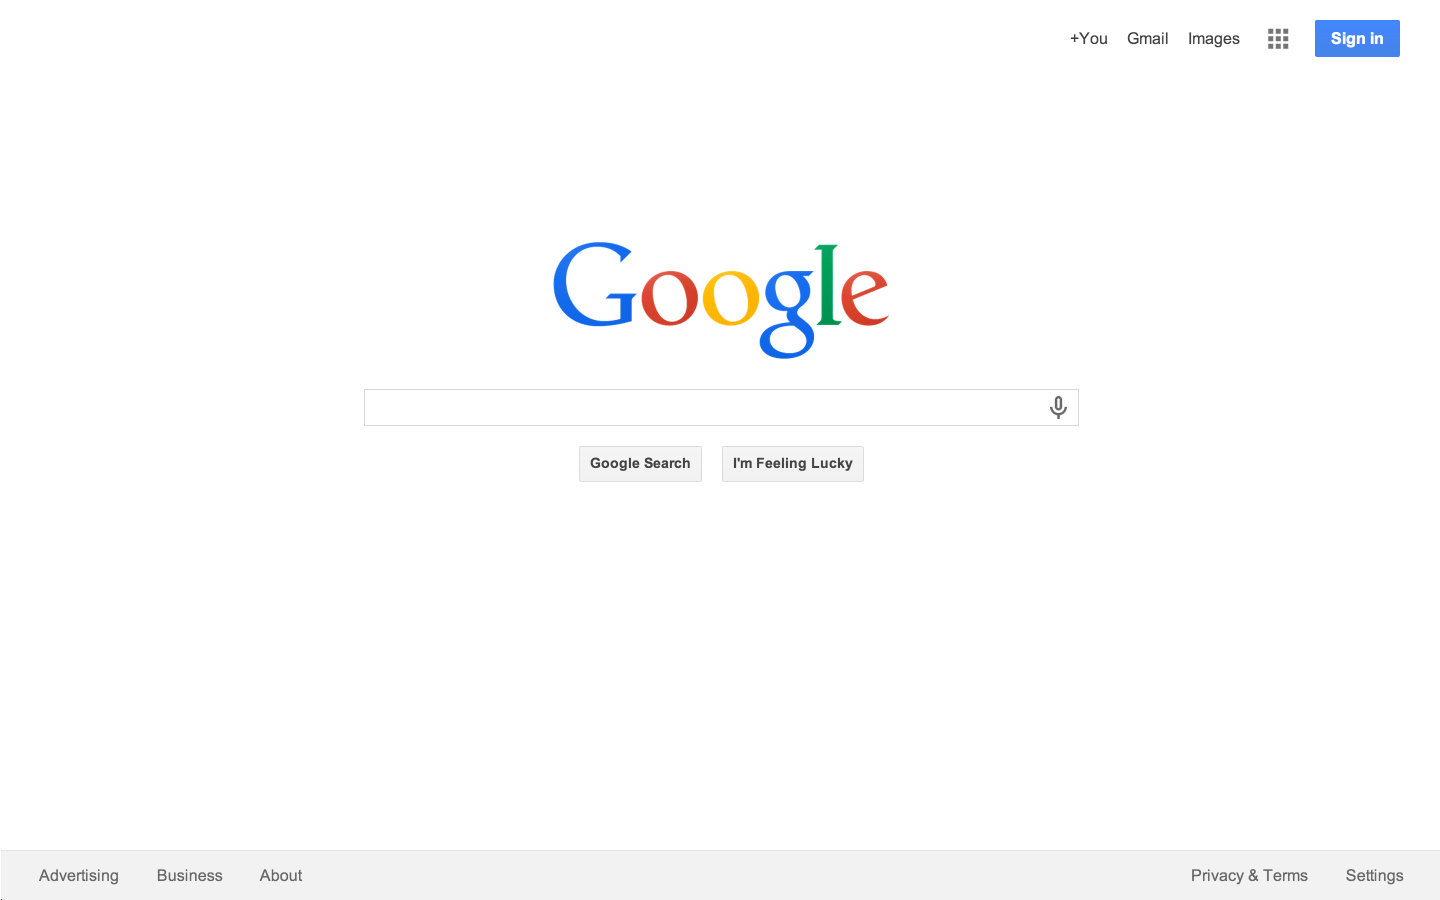 +You Gmail Images Sign in
Google
Google Search I'm Feeling Lucky
Advertising Business About Privacy & Terms Settings